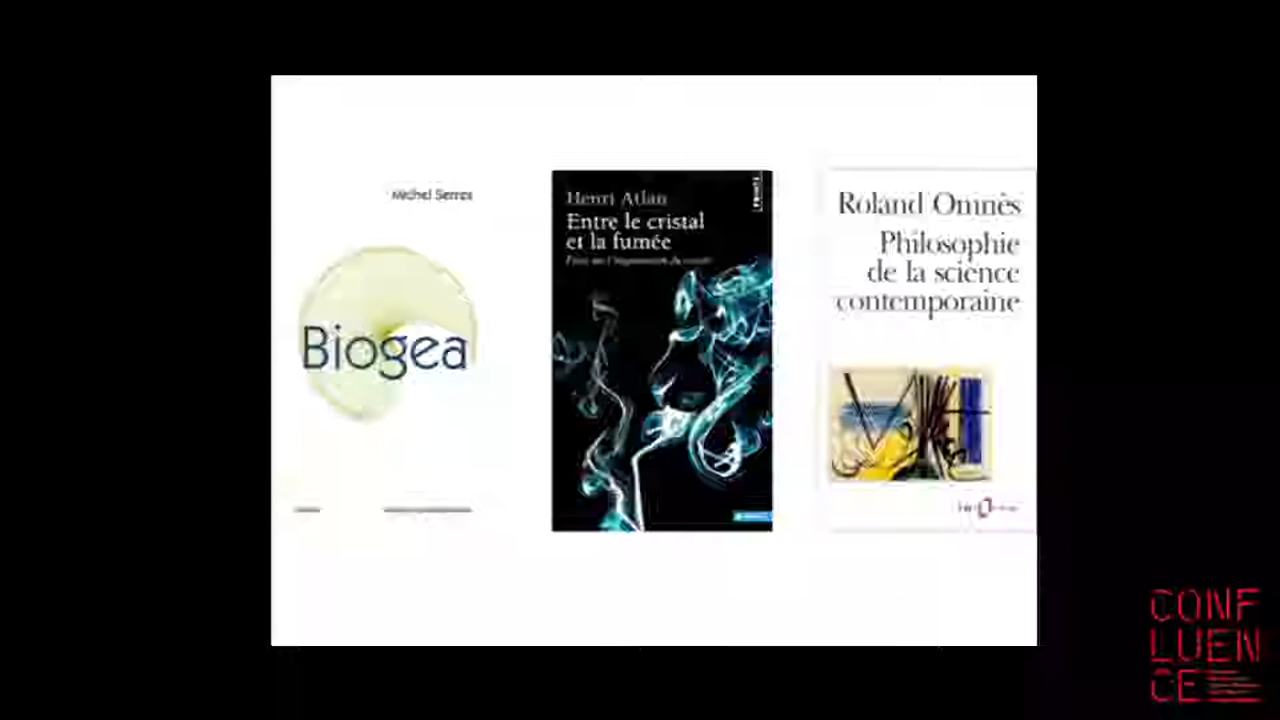 Michel Serres
Biogea
Henri Atlan
Entre le cristal
et la fumée
POINTS
Roland Omnès
Philosophie
de la science
contemporaine
CONF
LUEN
CE